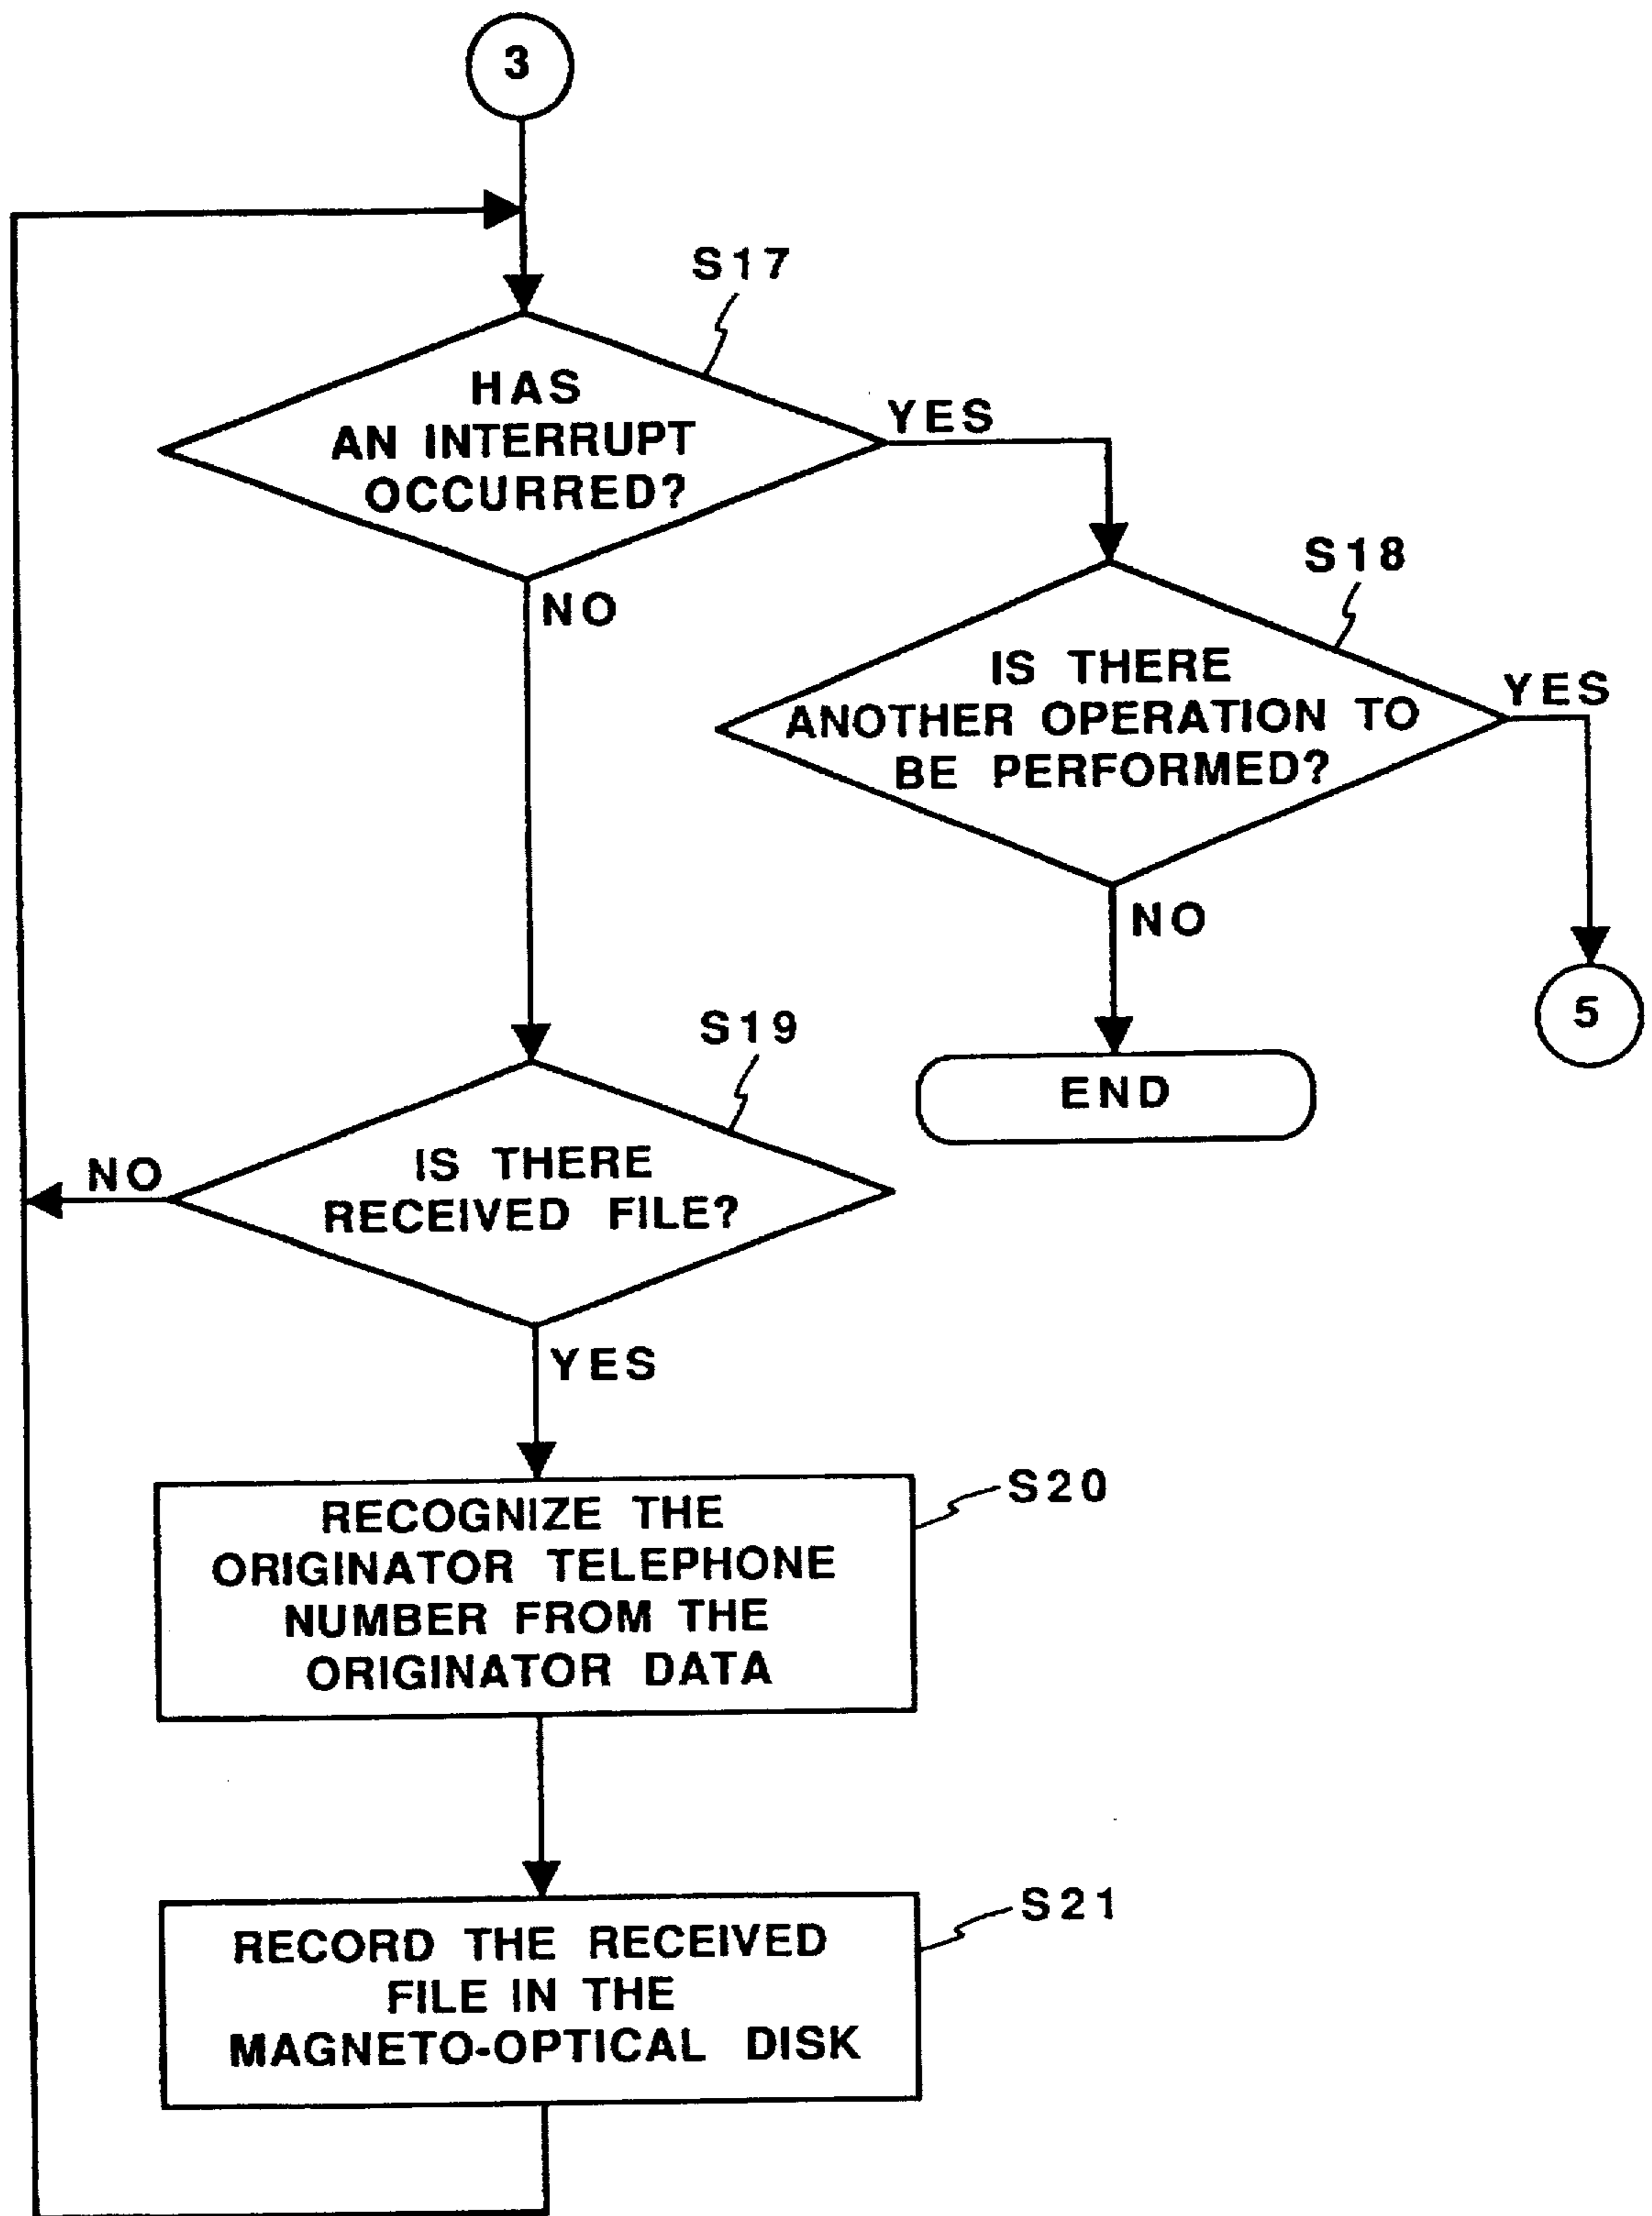 3
S17
HAS
AN INTERRUPT
OCCURRED?
YES
NO
S18
IS THERE
ANOTHER OPERATION TO
BE PERFORMED?
YES
NO
5
END
S19
IS THERE
RECEIVED FILE?
NO
YES
S20
RECOGNIZE THE
ORIGINATOR TELEPHONE
NUMBER FROM THE
ORIGINATOR DATA
S21
RECORD THE RECEIVED
FILE IN THE
MAGNETO-OPTICAL DISK